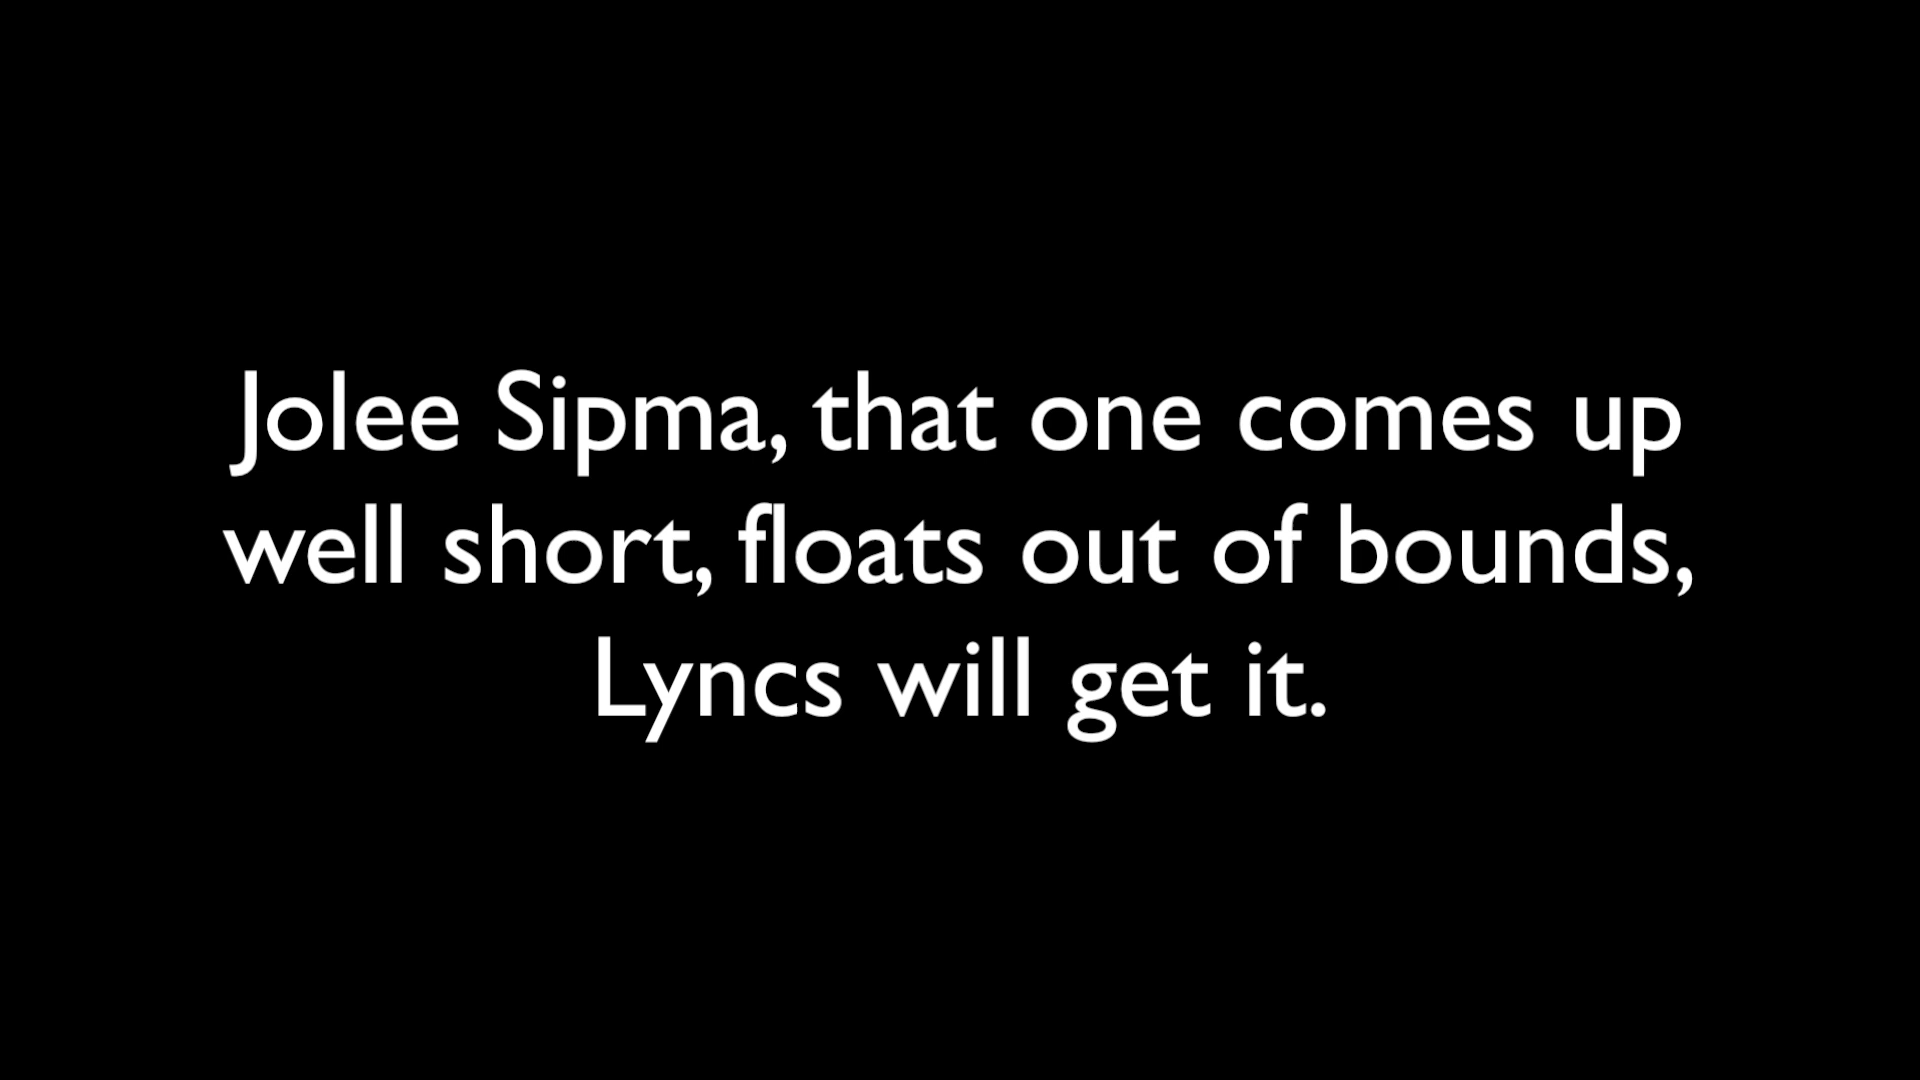 Jolee Sipma, that one comes up
well short, floats out of bounds,
Lyncs will get it.